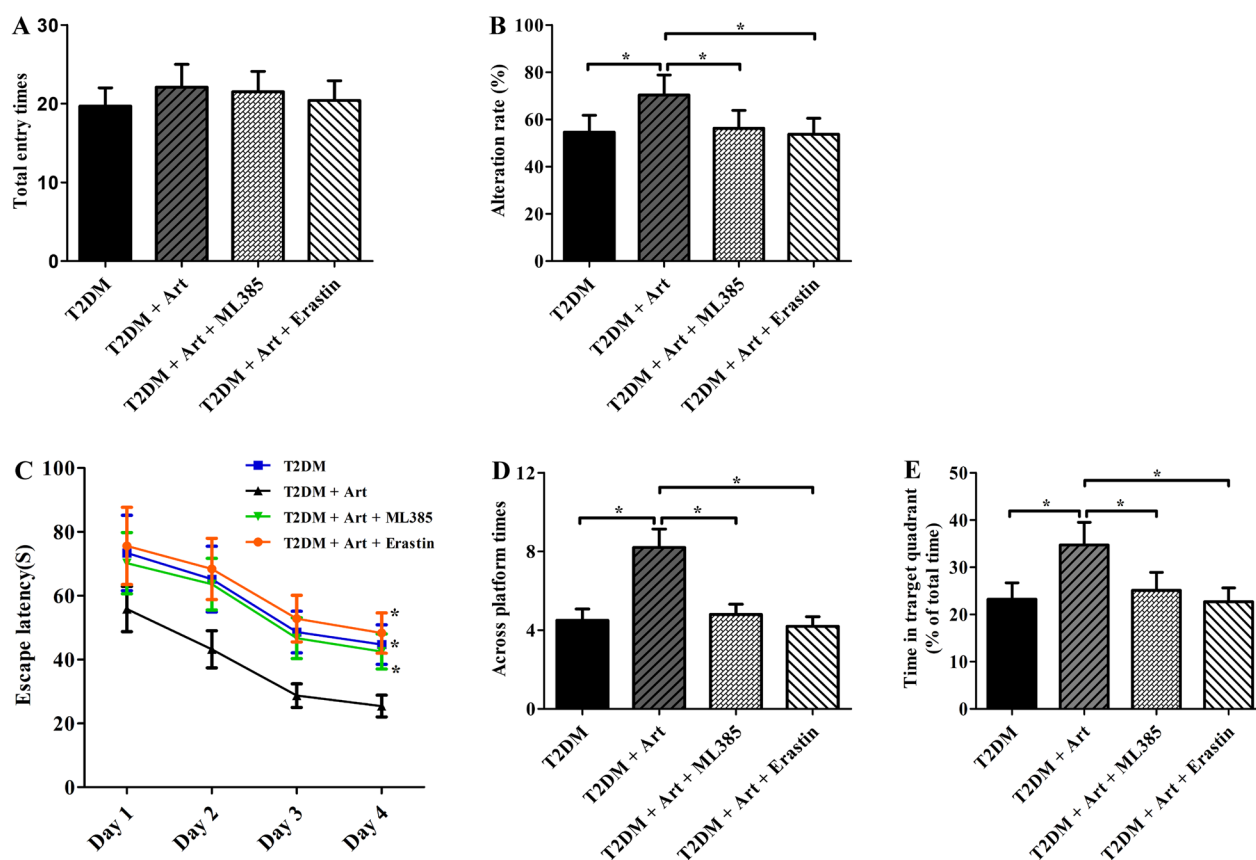 A
Total entry times
30
20
10
0
T2DM
T2DM + Art
T2DM + Art + ML385
T2DM + Art + Erastin
B
Alteration rate (%)
100
80
60
40
20
0
*
*
*
T2DM
T2DM + Art
T2DM + Art + ML385
T2DM + Art + Erastin
C
Escape latency(S)
100
80
60
40
20
0
T2DM
T2DM + Art
T2DM + Art + ML385
T2DM + Art + Erastin
*
*
*
Day 1
Day 2
Day 3
Day 4
D
Across platform times
12
8
4
0
*
*
*
T2DM
T2DM + Art
T2DM + Art + ML385
T2DM + Art + Erastin
E
Time in trarget quadrant
(% of total time)
50
40
30
20
10
0
*
*
*
T2DM
T2DM + Art
T2DM + Art + ML385
T2DM + Art + Erastin